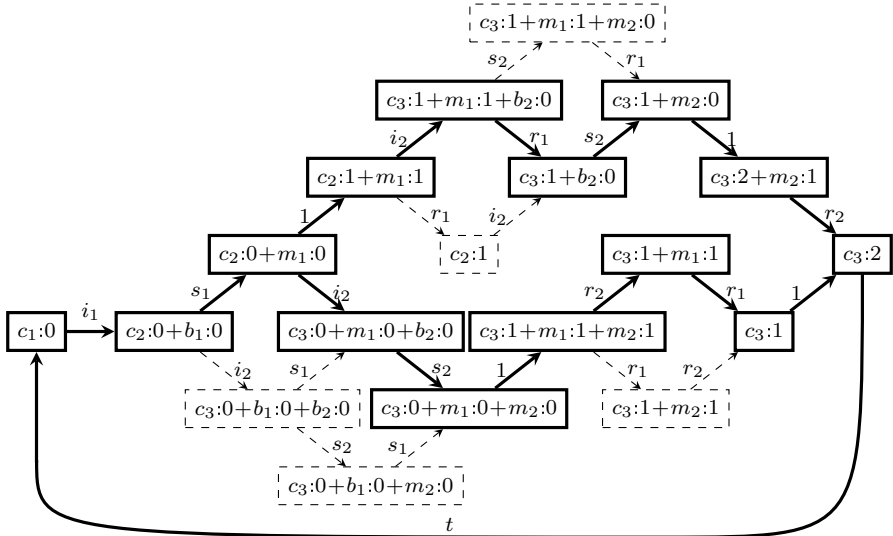 c₃:1+m₁:1+m₂:0
s₂ r₁
c₃:1+m₁:1+b₂:0 c₃:1+m₂:0
i₂ r₁ s₂ 1
c₂:1+m₁:1 c₃:1+b₂:0 c₃:2+m₂:1
1 r₁ i₂ r₂
c₂:0+m₁:0 c₂:1 c₃:1+m₁:1 c₃:2
s₁ i₂ r₂ r₁ 1
i₁
c₁:0 c₂:0+b₁:0 c₃:0+m₁:0+b₂:0 c₃:1+m₁:1+m₂:1 c₃:1
i₂ s₁ s₂ 1 r₁ r₂
c₃:0+b₁:0+b₂:0 c₃:0+m₁:0+m₂:0 c₃:1+m₂:1
s₂ s₁
c₃:0+b₁:0+m₂:0
t